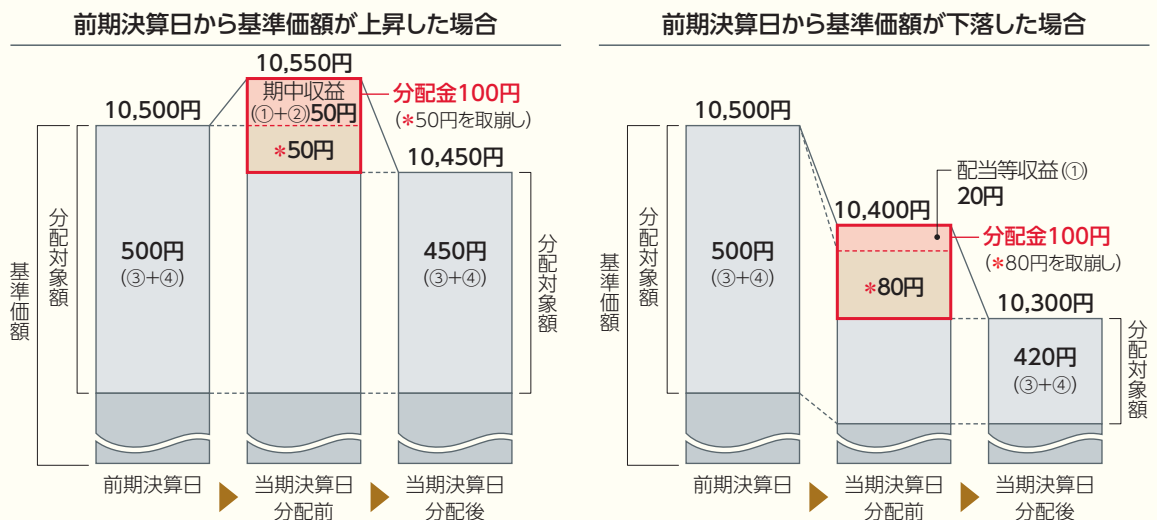 前期決算日から基準価額が上昇した場合
10,550円
期中収益
(①+②)50円
分配金100円
(*50円を取崩し)
10,500円
*50円
10,450円
分配対象額
500円
(③+④)
450円
(③+④)
分配対象額
基準価額
前期決算日
当期決算日
分配前
当期決算日
分配後
前期決算日から基準価額が下落した場合
10,500円
配当等収益(①)
20円
10,400円
分配金100円
(*80円を取崩し)
分配対象額
500円
(③+④)
*80円
10,300円
基準価額
420円
(③+④)
分配対象額
前期決算日
当期決算日
分配前
当期決算日
分配後